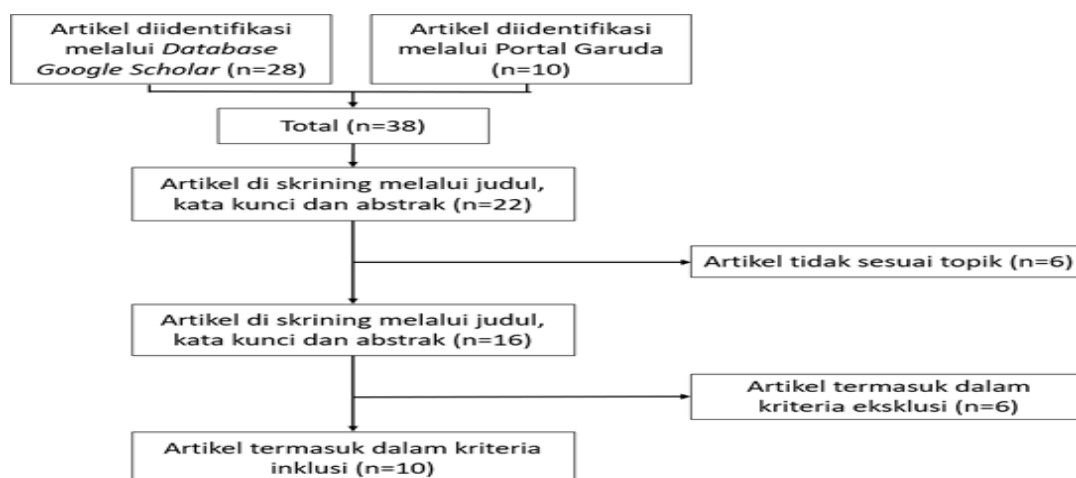 Artikel diidentifikasi
melalui Database
Google Scholar (n=28)
Artikel diidentifikasi
melalui Portal Garuda
(n=10)
Total (n=38)
Artikel di skrining melalui judul,
kata kunci dan abstrak (n=22)
Artikel tidak sesuai topik (n=6)
Artikel di skrining melalui judul,
kata kunci dan abstrak (n=16)
Artikel termasuk dalam
kriteria eksklusi (n=6)
Artikel termasuk dalam kriteria
inklusi (n=10)